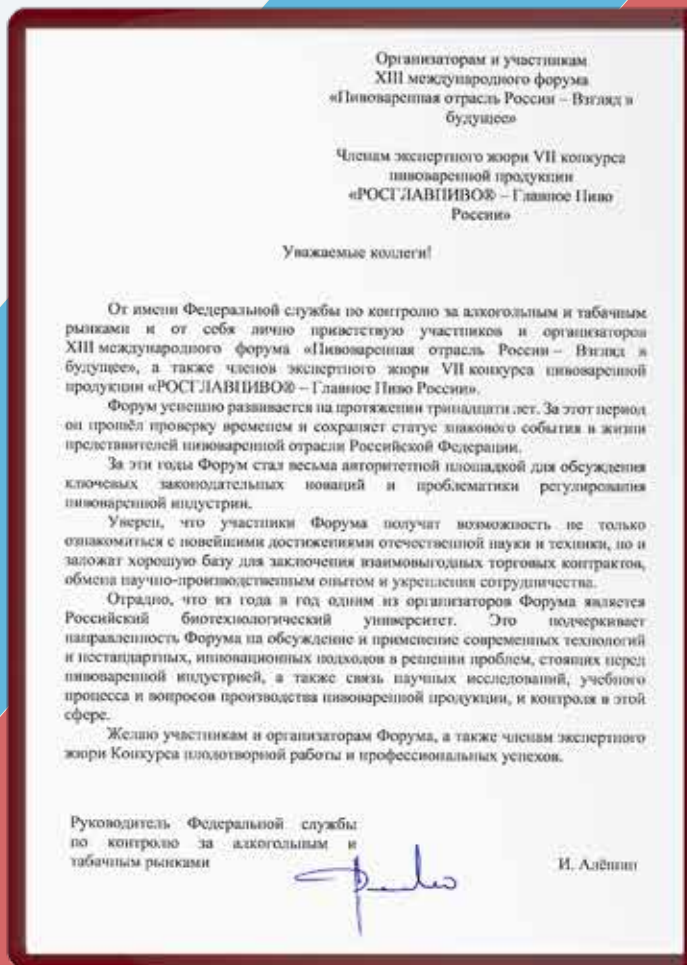 Организаторам и участникам
XIII международного форума
«Пивоваренная отрасль России – Взгляд в
будущее»
Членам экспертного жюри VII конкурса
пивоваренной продукции
«РОСГЛАВПИВО® – Главное Пиво
России»
Уважаемые коллеги!
От имени Федеральной службы по контролю за алкогольным и табачным
рынками и от себя лично приветствую участников и организаторов
XIII международного форума «Пивоваренная отрасль России – Взгляд в
будущее», а также членов экспертного жюри VII конкурса пивоваренной
продукции «РОСГЛАВПИВО® – Главное Пиво России».
Форум успешно развивается на протяжении тринадцати лет. За этот период
он прошёл проверку временем и сохраняет статус знакового события в жизни
представителей пивоваренной отрасли Российской Федерации.
За эти годы Форум стал весьма авторитетной площадкой для обсуждения
ключевых законодательных новаций и проблематики регулирования
пивоваренной индустрии.
Уверен, что участники Форума получат возможность не только
ознакомиться с новейшими достижениями отечественной науки и техники, но и
заложат хорошую базу для заключения взаимовыгодных торговых контрактов,
обмена научно-производственным опытом и укрепления сотрудничества.
Отрадно, что из года в год одним из организаторов Форума является
Российский биотехнологический университет. Это подчеркивает
направленность Форума на обсуждение и применение современных технологий
и нестандартных, инновационных подходов в решении проблем, стоящих перед
пивоваренной индустрией, а также связь научных исследований, учебного
процесса и вопросов производства пивоваренной продукции, и контроля в этой
сфере.
Желаю участникам и организаторам Форума, а также членам экспертного
жюри Конкурса плодотворной работы и профессиональных успехов.
Руководитель Федеральной службы
по контролю за алкогольным и
табачным рынками
И. Алёшин